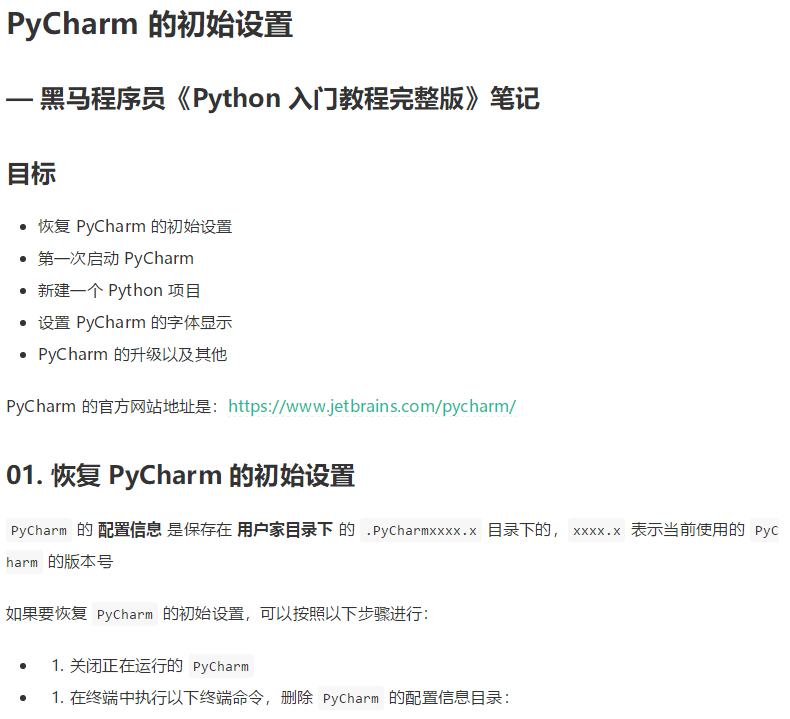 PyCharm 的初始设置
— 黑马程序员《Python 入门教程完整版》笔记
目标
• 恢复 PyCharm 的初始设置
• 第一次启动 PyCharm
• 新建一个 Python 项目
• 设置 PyCharm 的字体显示
• PyCharm 的升级以及其他
PyCharm 的官方网站地址是：https://www.jetbrains.com/pycharm/
01. 恢复 PyCharm 的初始设置
PyCharm 的 配置信息 是保存在 用户家目录下 的 .PyCharmxxxx.x 目录下的，xxxx.x 表示当前使用的 PyC
harm 的版本号
如果要恢复 PyCharm 的初始设置，可以按照以下步骤进行：
• 1. 关闭正在运行的 PyCharm
• 1. 在终端中执行以下终端命令，删除 PyCharm 的配置信息目录：